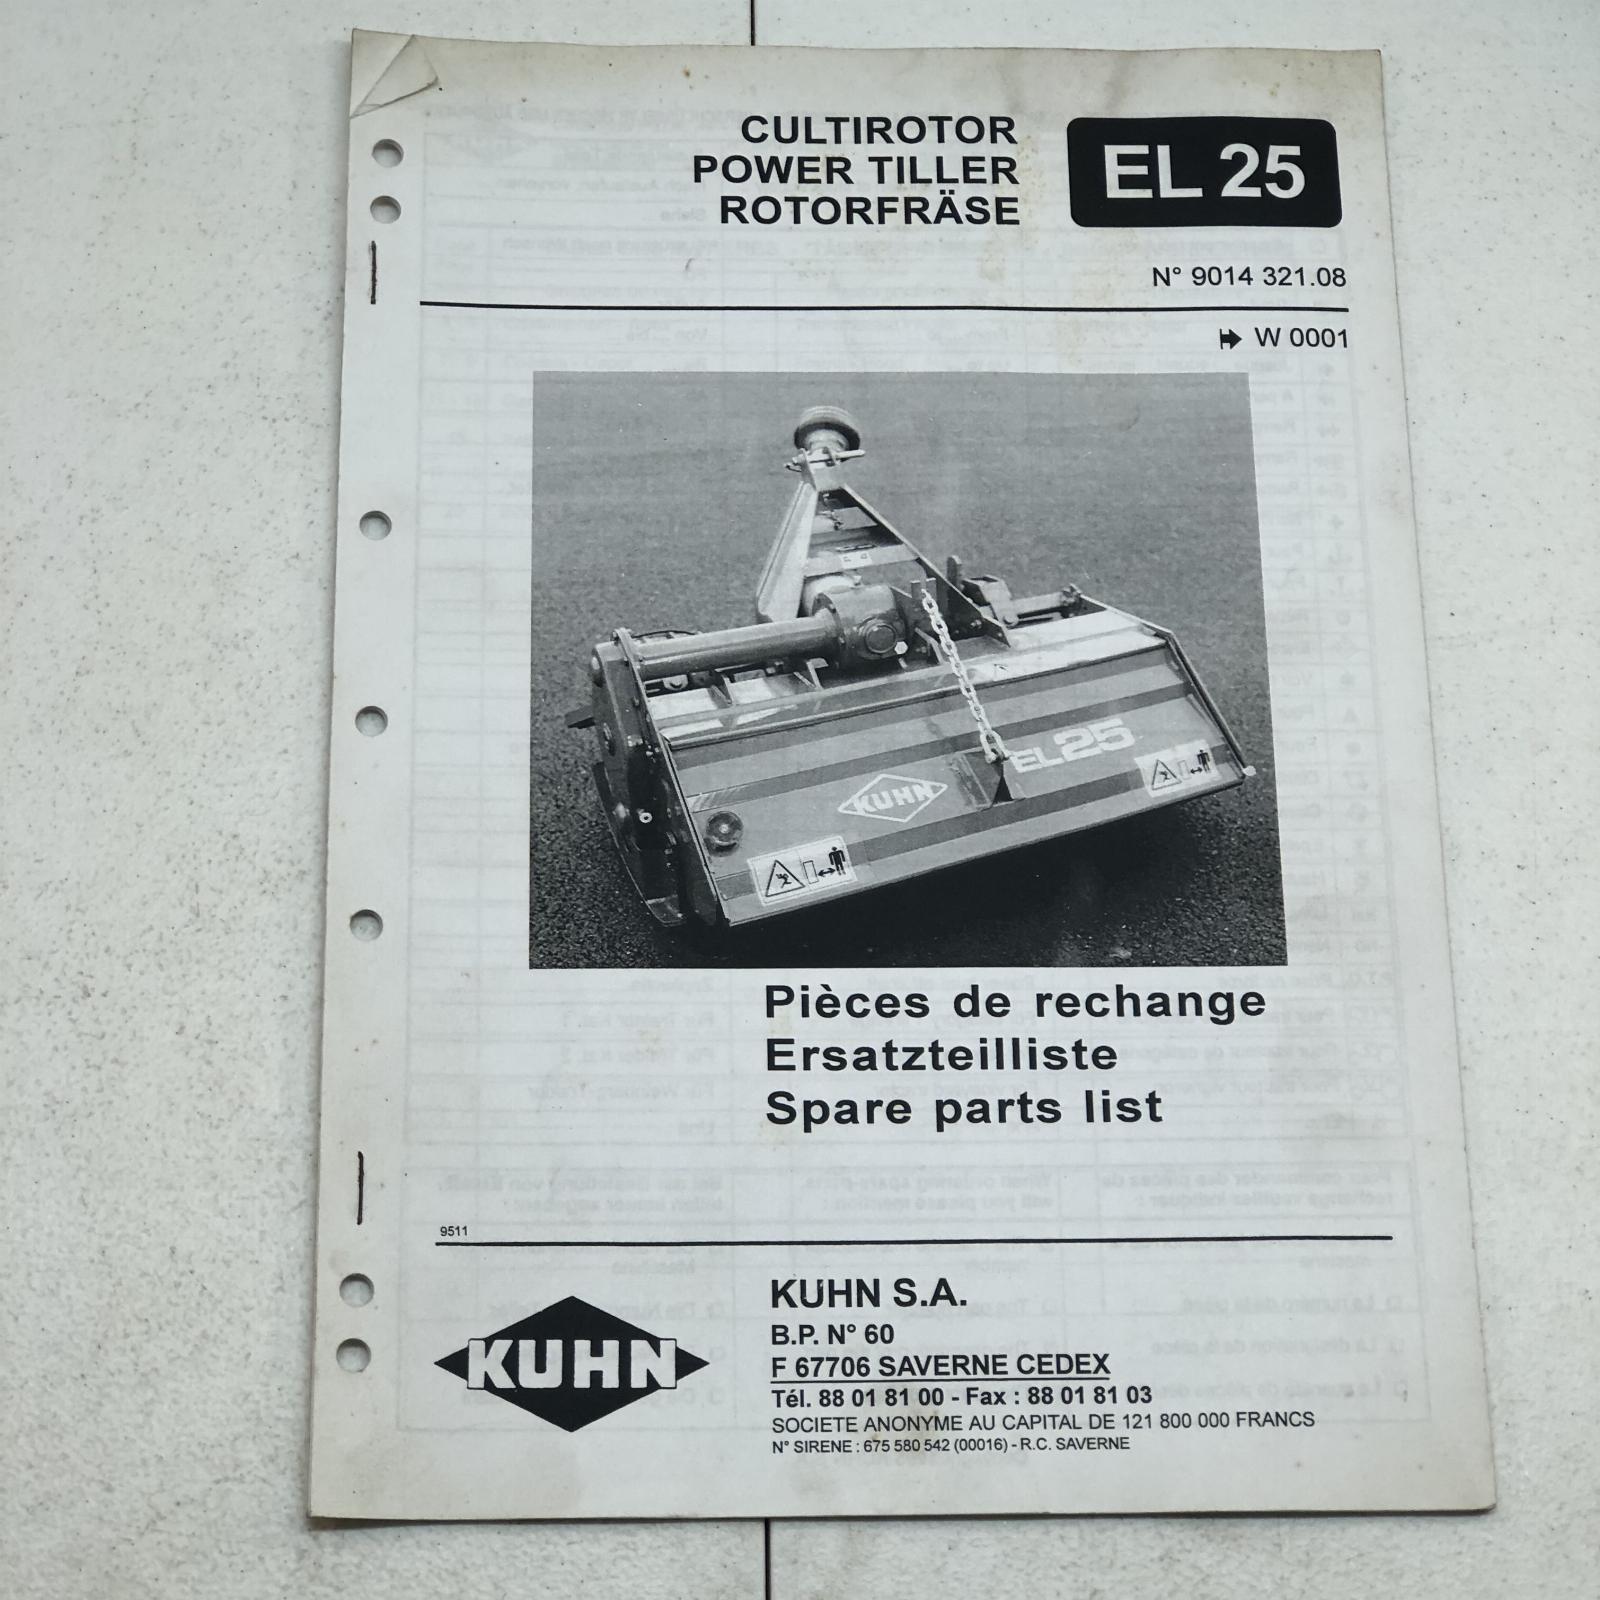 CULTIROTOR
POWER TILLER
ROTORFRÄSE
EL 25
N° 9014 321.08
W 0001
KUHN
EL25
Pièces de rechange
Ersatzteilliste
Spare parts list
9511
KUHN
KUHN S.A.
B.P. N° 60
F 67706 SAVERNE CEDEX
Tél. 88 01 81 00 - Fax : 88 01 81 03
SOCIETE ANONYME AU CAPITAL DE 121 800 000 FRANCS
N° SIRENE : 675 580 542 (00016) - R.C. SAVERNE